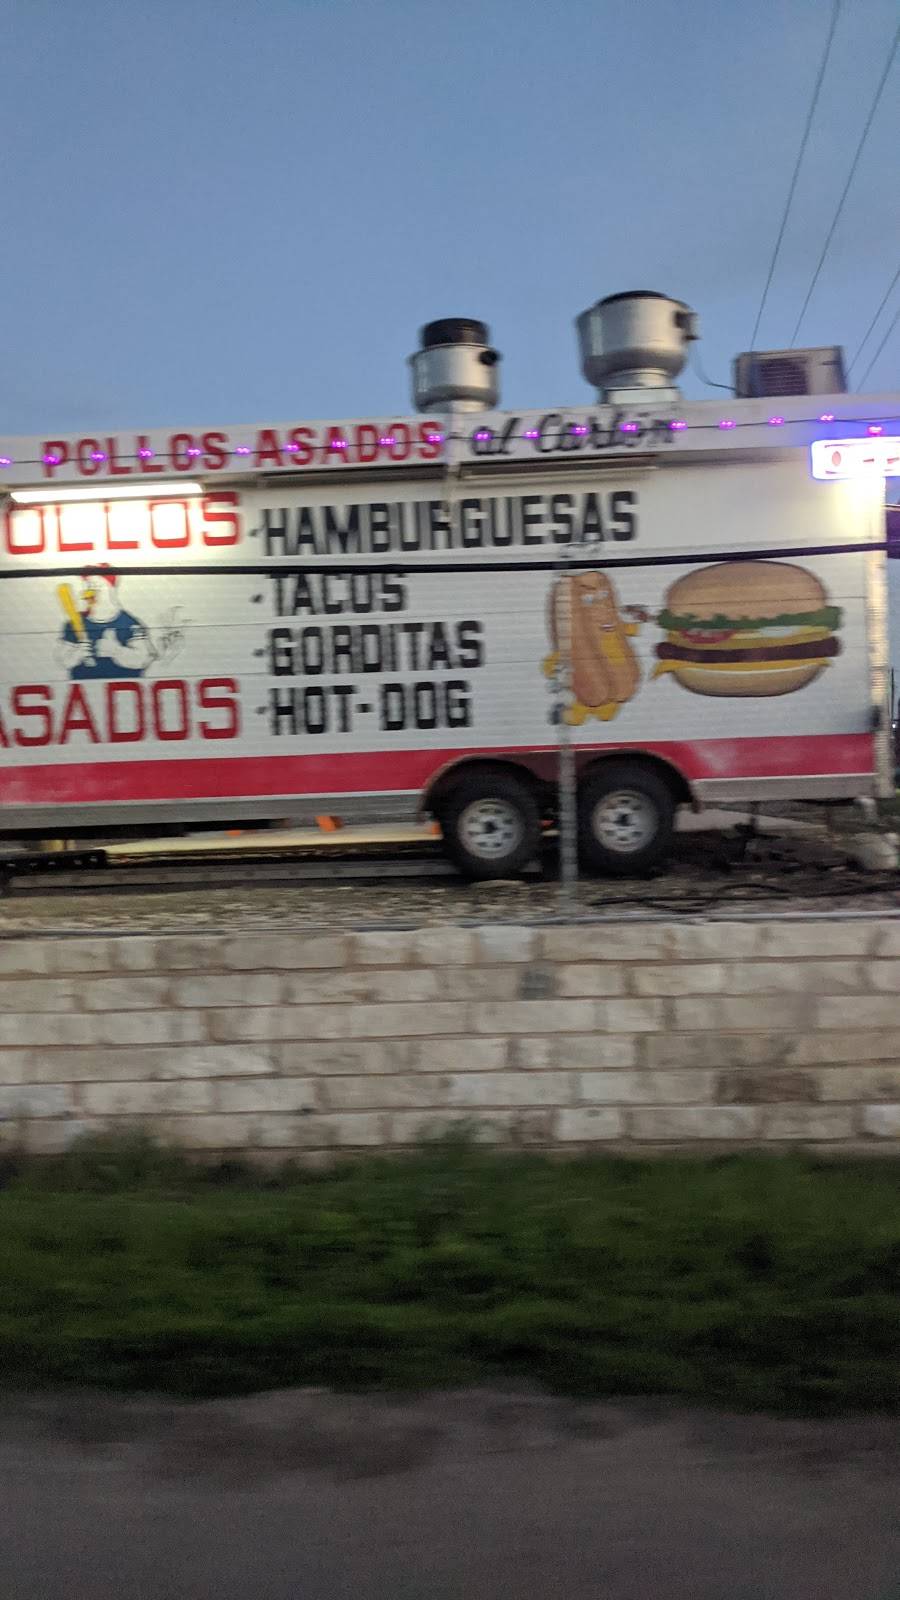 POLLOS ASADOS al Carbón
OLLOS
·HAMBURGUESAS
·TACOS
·GORDITAS
ASADOS
·HOT-DOG